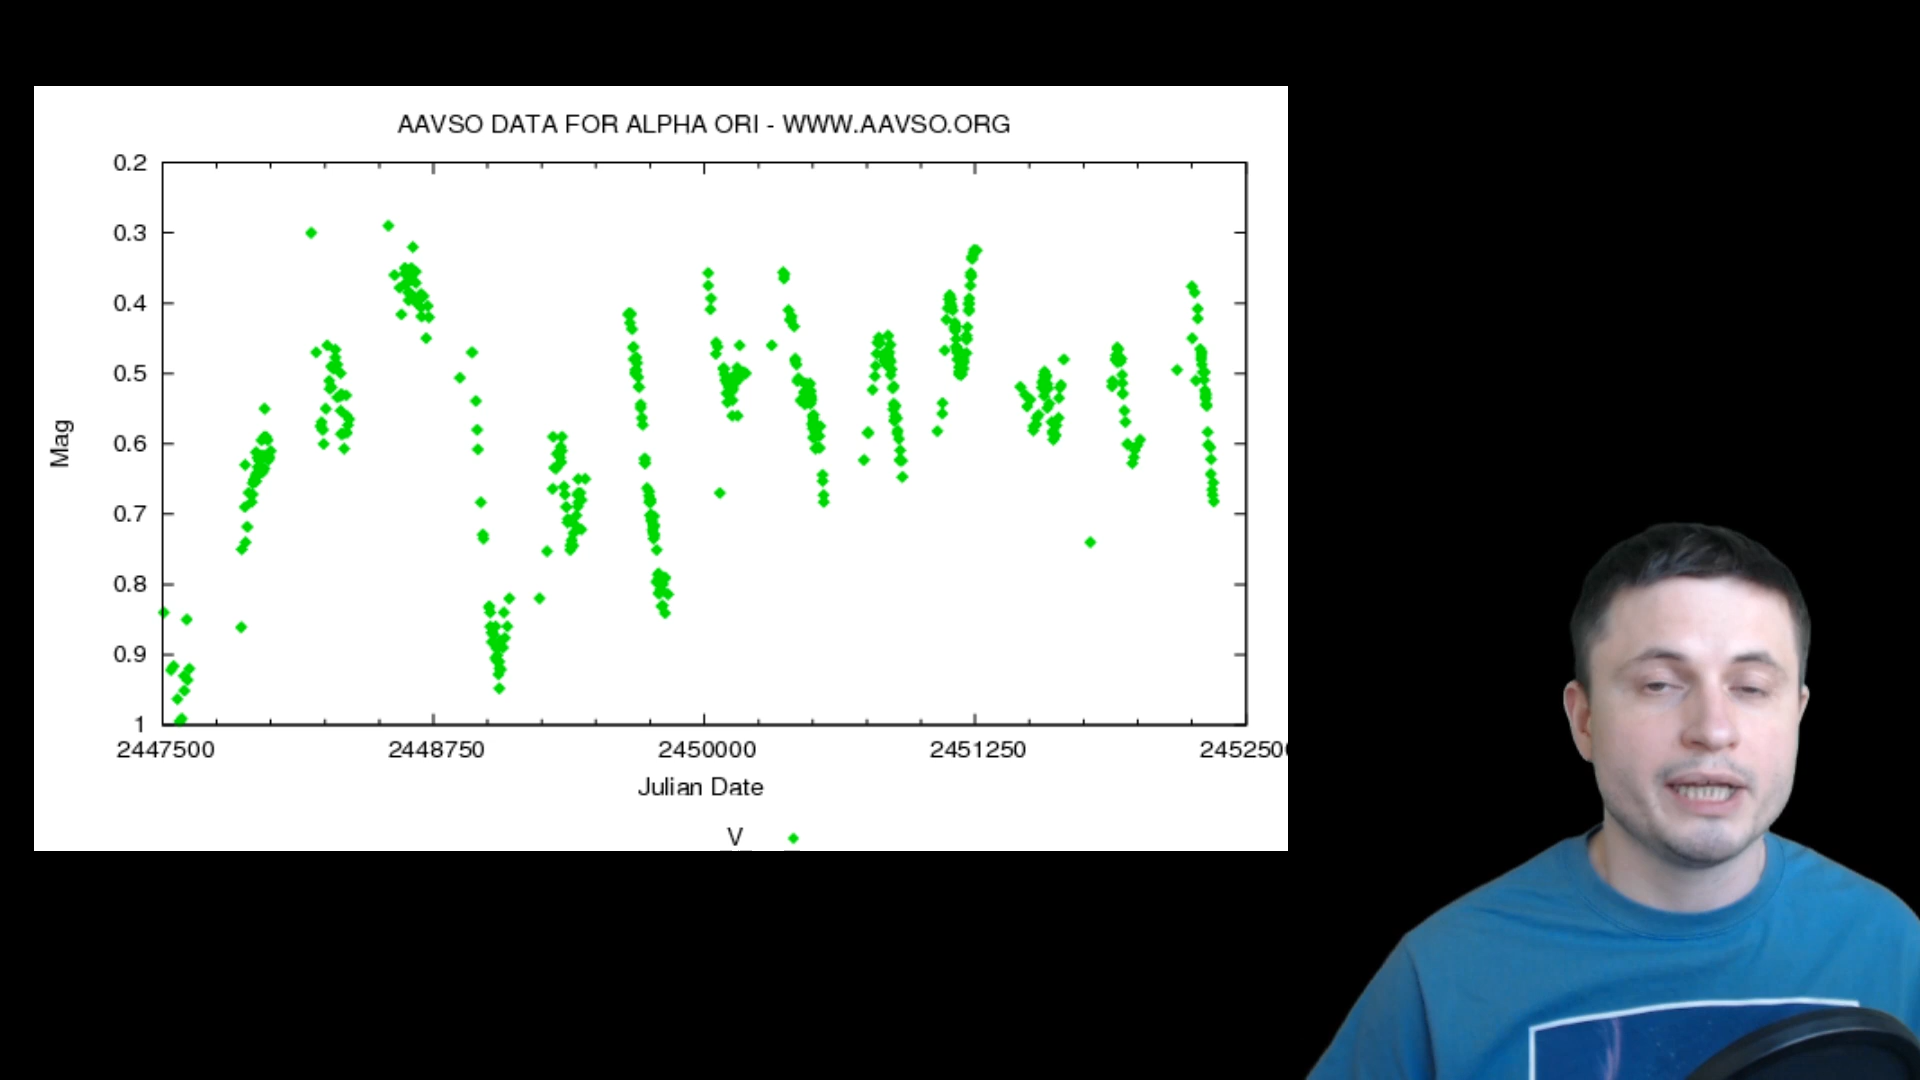 AAVSO DATA FOR ALPHA ORI - WWW.AAVSO.ORG
0.2
0.3
0.4
0.5
0.6
0.7
0.8
0.9
1
Mag
2447500 2448750 2450000 2451250 245250
Julian Date
V